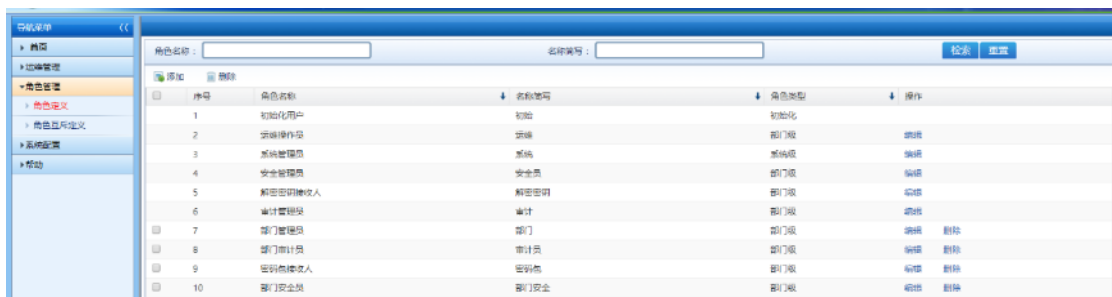 导航菜单 <<
首页
运维管理
角色管理
角色定义
角色互斥定义
系统配置
帮助
角色名称： 名称简写： 检索 重置
添加 删除
序号 角色名称 名称简写 角色类型 操作
1 初始化用户 初始 初始化
2 运维操作员 运维 部门级 编辑
3 系统管理员 系统 系统级 编辑
4 安全管理员 安全员 部门级 编辑
5 解密密钥接收人 解密密钥 部门级 编辑
6 审计管理员 审计 部门级 编辑
7 部门管理员 部门 部门级 编辑 删除
8 部门审计员 审计员 部门级 编辑 删除
9 密码包接收人 密码包 部门级 编辑 删除
10 部门安全员 部门安全 部门级 编辑 删除